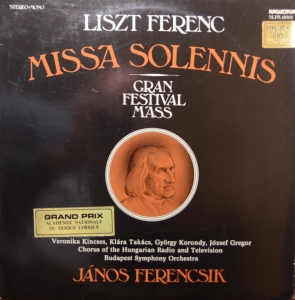 STEREO-MONO
HUNGAROTON
LISZT FERENC
MISSA SOLENNIS
GRAN
FESTIVAL
MASS
GRAND PRIX
ACADÉMIE NATIONALE
DU DISQUE LYRIQUE
Veronika Kincses, Klára Takács, György Korondy, József Gregor
Chorus of the Hungarian Radio and Television
Budapest Symphony Orchestra
JÁNOS FERENCSIK